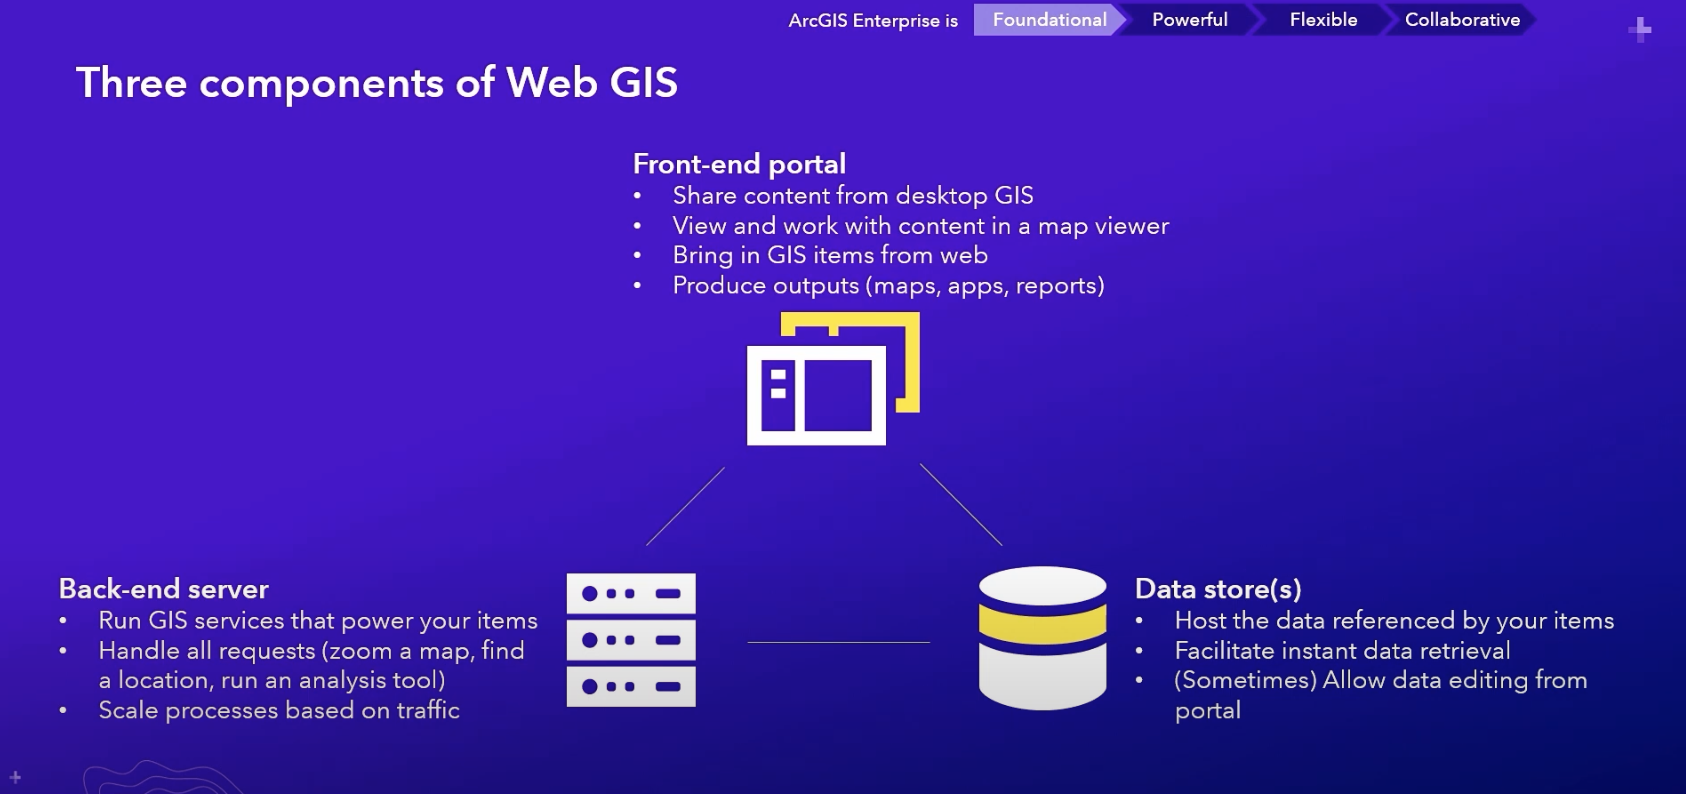 ArcGIS Enterprise is Foundational Powerful Flexible Collaborative
Three components of Web GIS
Front-end portal
• Share content from desktop GIS
• View and work with content in a map viewer
• Bring in GIS items from web
• Produce outputs (maps, apps, reports)
Back-end server
• Run GIS services that power your items
• Handle all requests (zoom a map, find
a location, run an analysis tool)
• Scale processes based on traffic
Data store(s)
• Host the data referenced by your items
• Facilitate instant data retrieval
• (Sometimes) Allow data editing from
portal